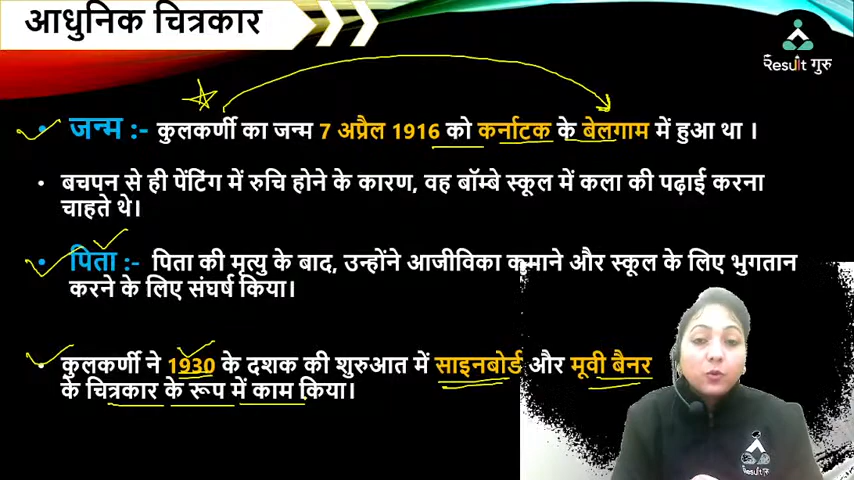 आधुनिक चित्रकार
Result गुरु
• जन्म :- कुलकर्णी का जन्म 7 अप्रैल 1916 को कर्नाटक के बेलगाम में हुआ था ।
• बचपन से ही पेंटिंग में रुचि होने के कारण, वह बॉम्बे स्कूल में कला की पढ़ाई करना
चाहते थे।
• पिता :- पिता की मृत्यु के बाद, उन्होंने आजीविका कमाने और स्कूल के लिए भुगतान
करने के लिए संघर्ष किया।
• कुलकर्णी ने 1930 के दशक की शुरुआत में साइनबोर्ड और मूवी बैनर
के चित्रकार के रूप में काम किया।
Result गुरु